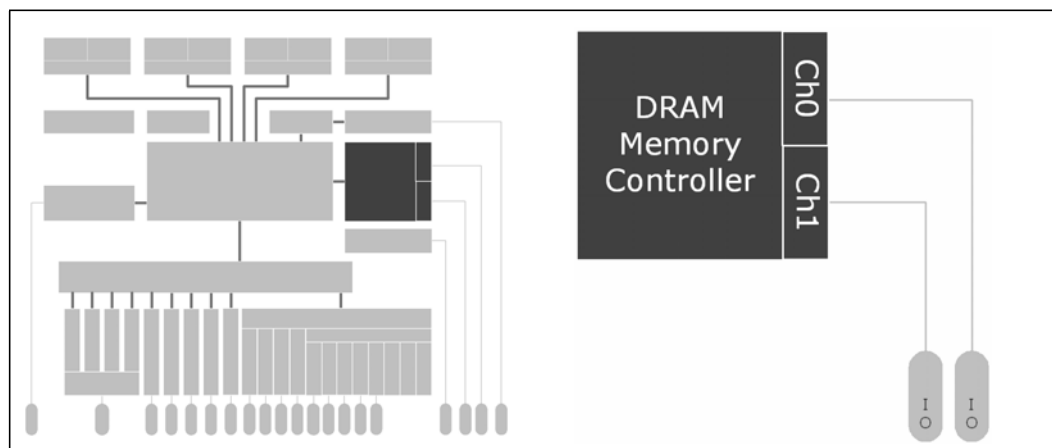 DRAM
Memory
Controller
Ch0
Ch1
I
O
I
O